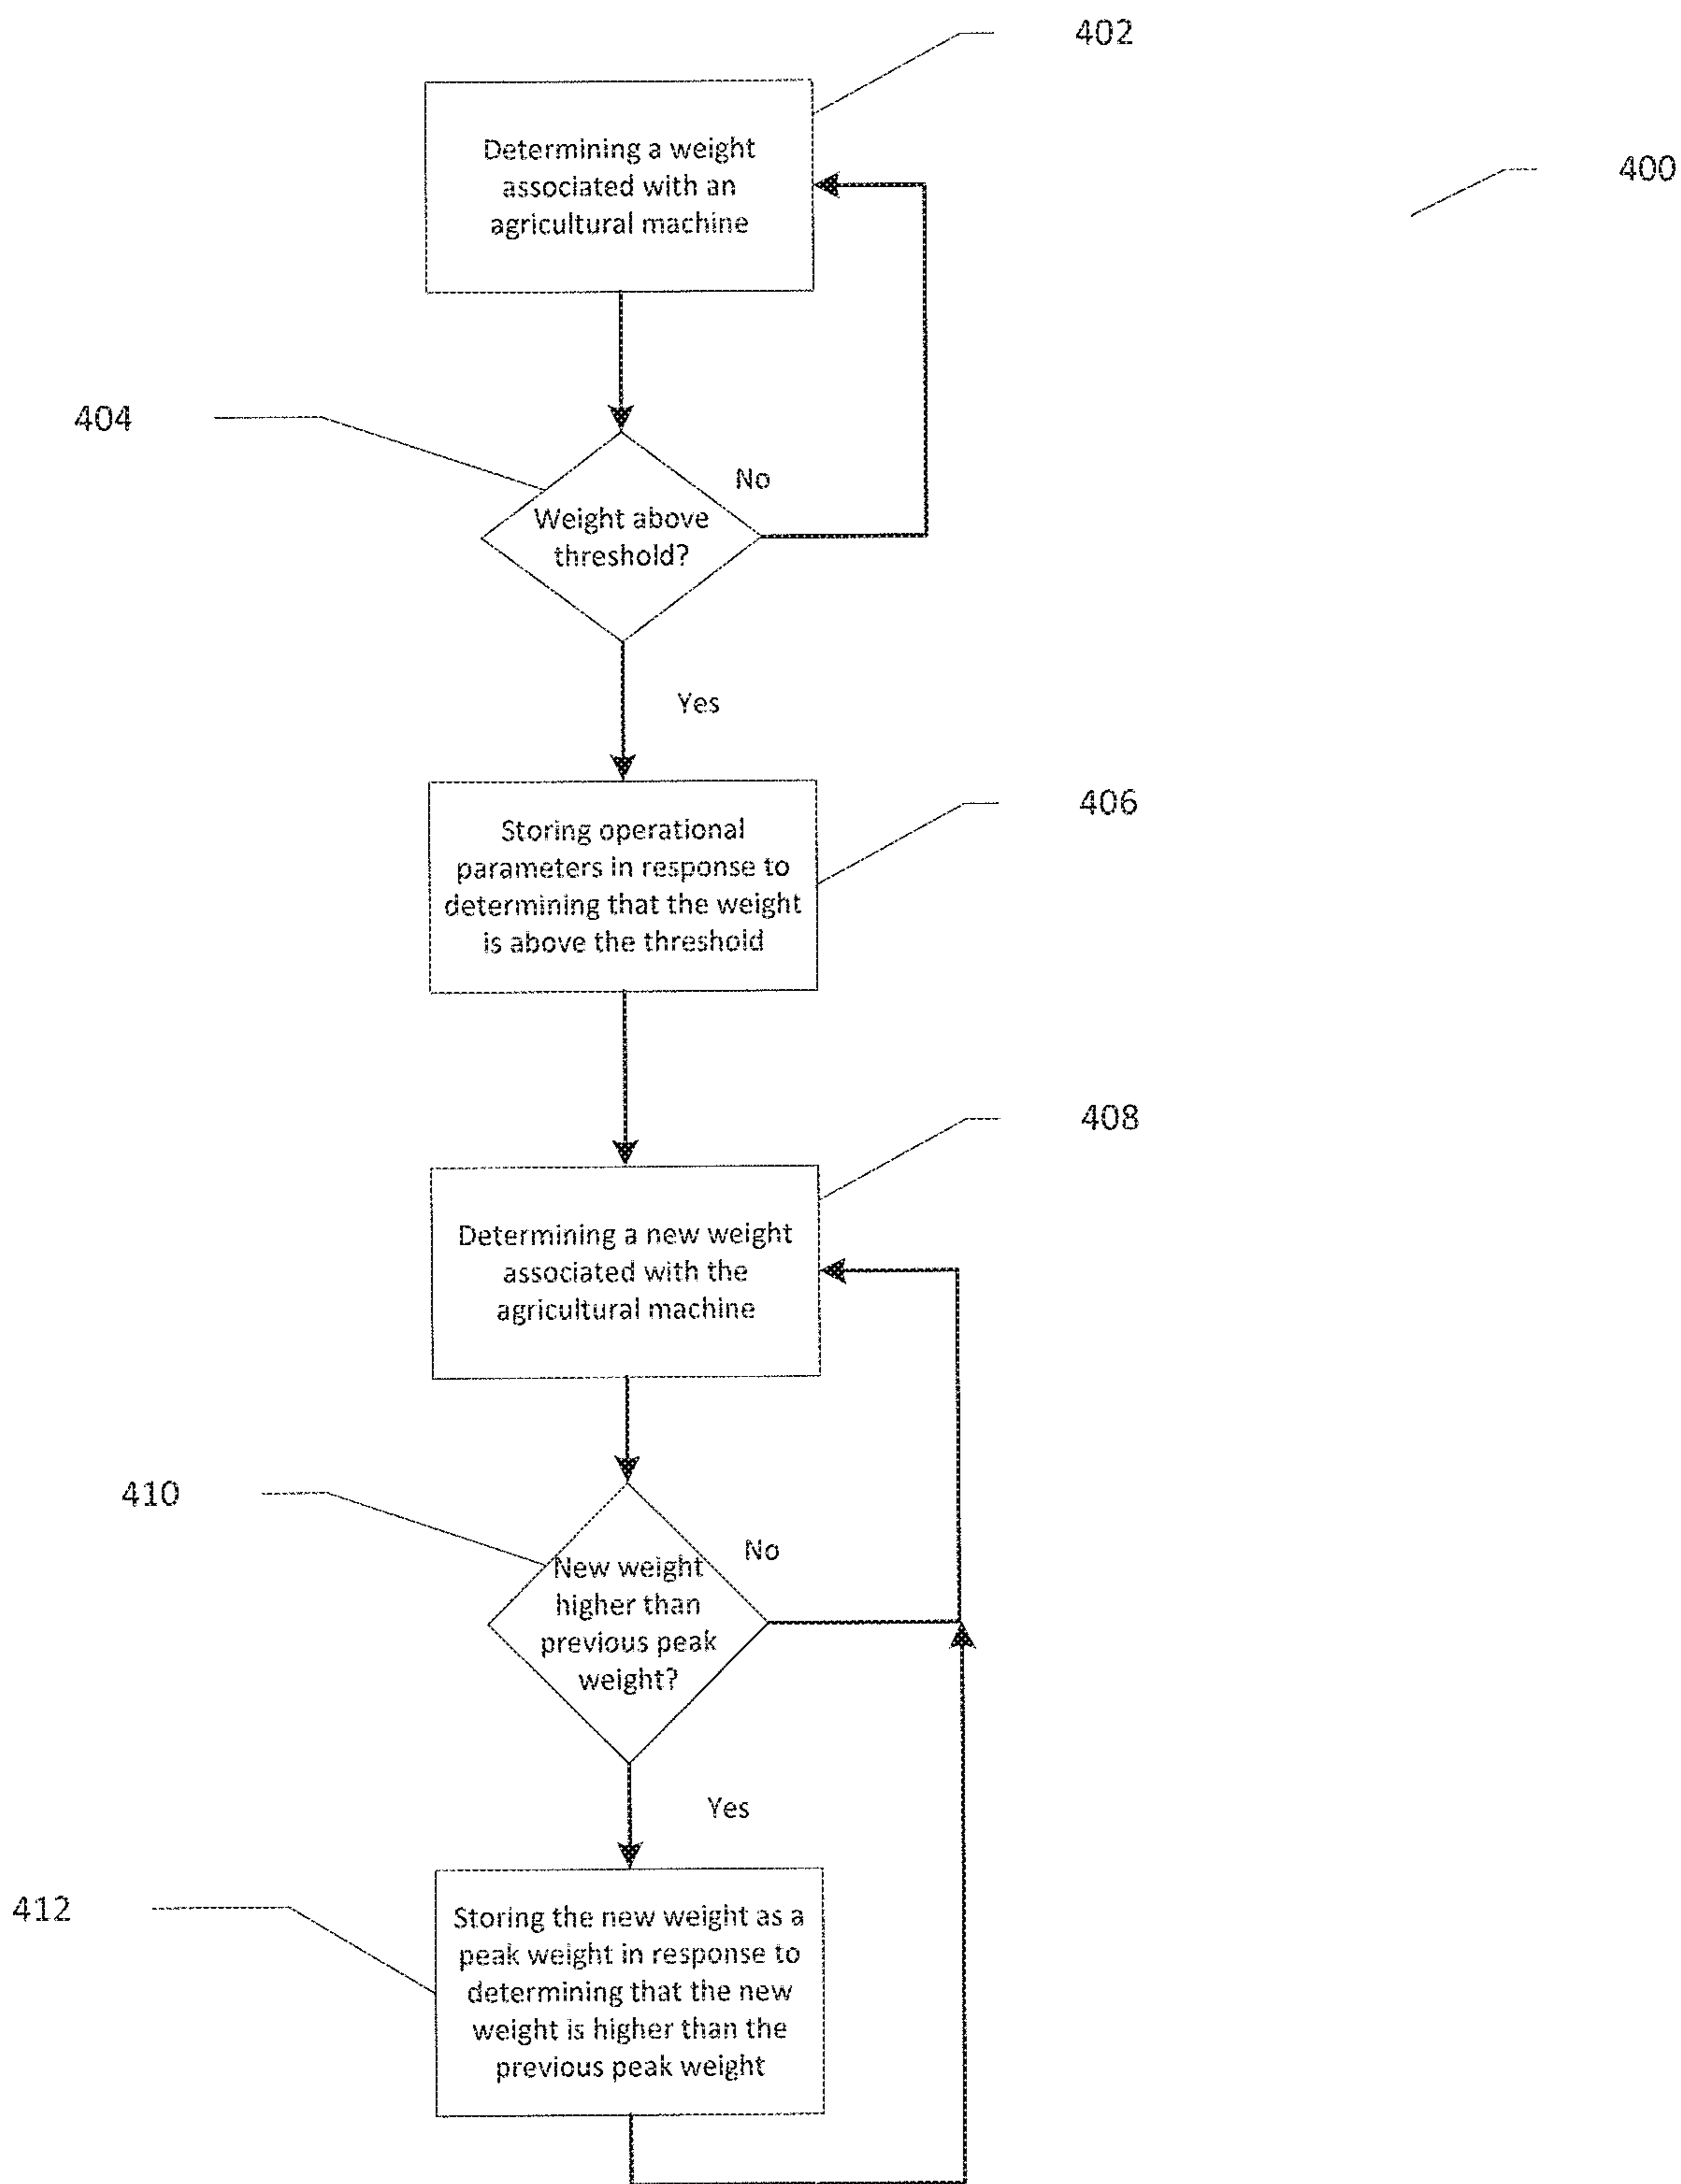 402
Determining a weight
associated with an
agricultural machine
400
404
No
Weight above
threshold?
Yes
Storing operational
parameters in response to
determining that the weight
is above the threshold
406
408
Determining a new weight
associated with the
agricultural machine
410
No
New weight
higher than
previous peak
weight?
Yes
412
Storing the new weight as a
peak weight in response to
determining that the new
weight is higher than the
previous peak weight